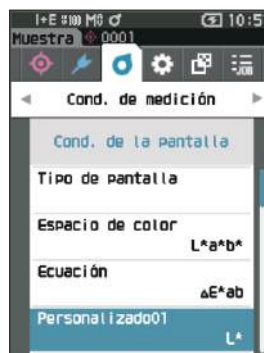 I+E 100 M0 10:5
Muestra 0001
JOB
Cond. de medición
Cond. de la pantalla
Tipo de pantalla
Espacio de color
L*a*b*
Ecuación
ΔE*ab
Personalizado01
L*